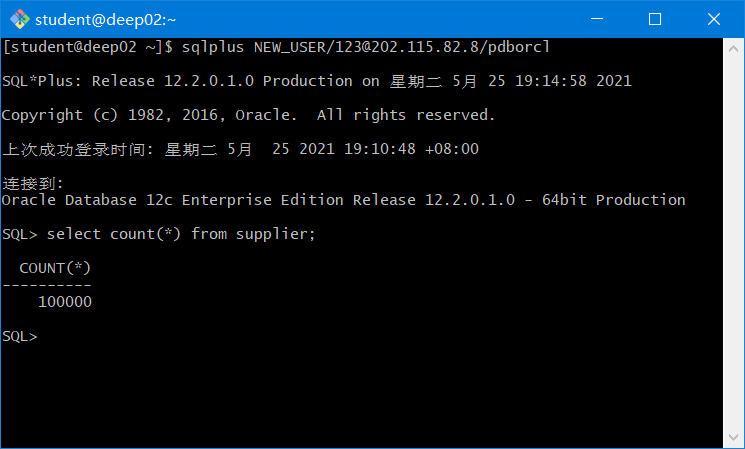 student@deep02:~
[student@deep02 ~]$ sqlplus NEW_USER/123@202.115.82.8/pdborcl
SQL*Plus: Release 12.2.0.1.0 Production on 星期二 5月 25 19:14:58 2021
Copyright (c) 1982, 2016, Oracle.  All rights reserved.
上次成功登录时间: 星期二 5月  25 2021 19:10:48 +08:00
连接到:
Oracle Database 12c Enterprise Edition Release 12.2.0.1.0 - 64bit Production
SQL> select count(*) from supplier;
  COUNT(*)
----------
    100000
SQL>